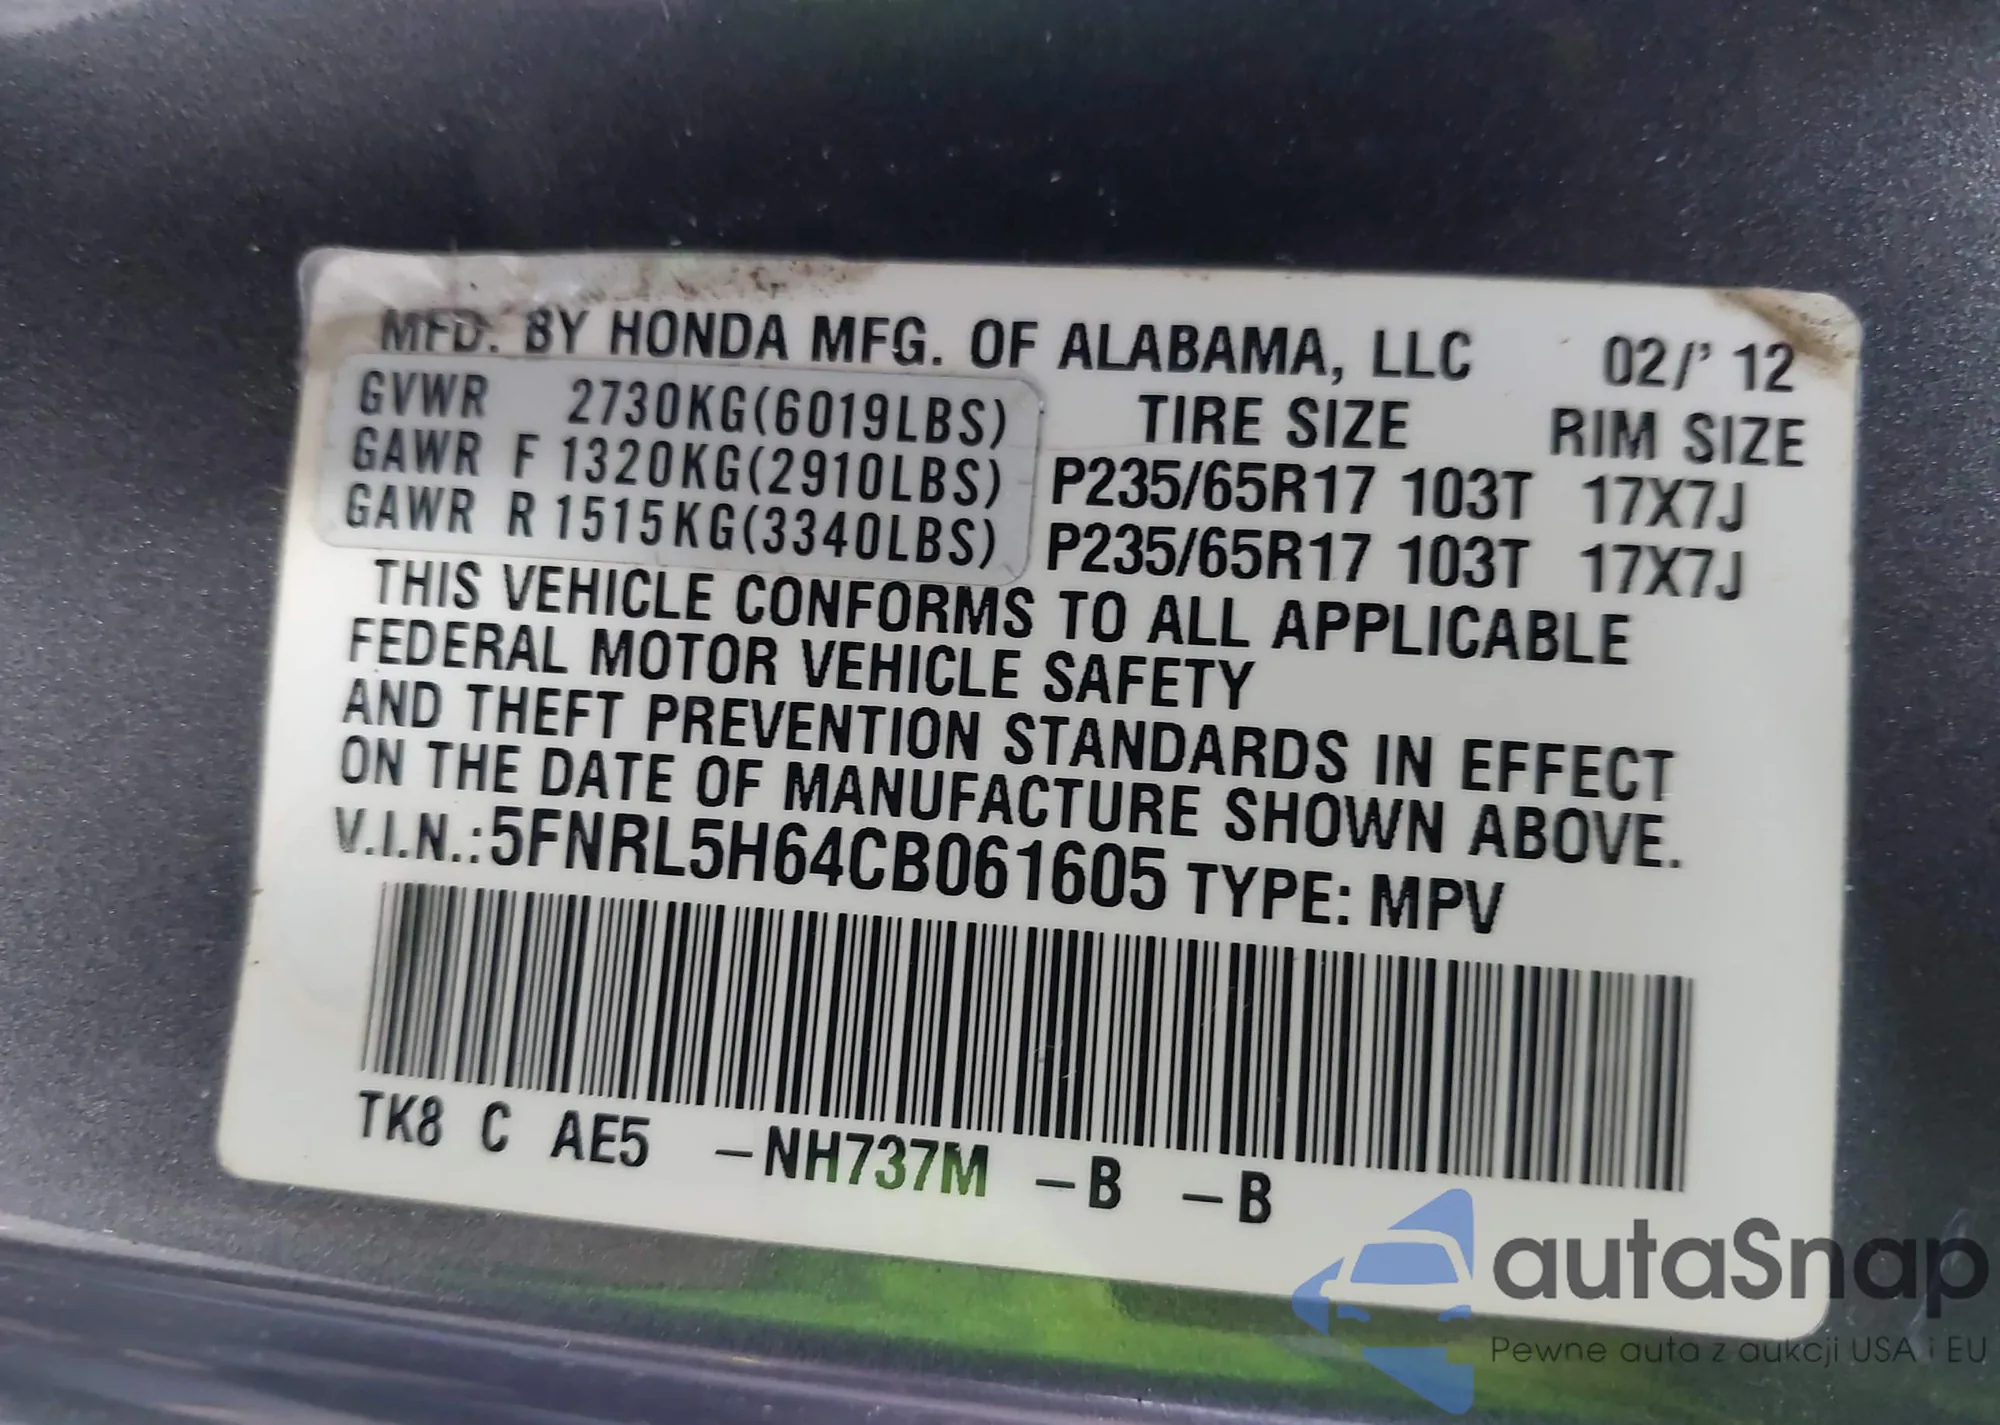 MFD. BY HONDA MFG. OF ALABAMA, LLC 02/'12
GVWR 2730KG(6019LBS) TIRE SIZE RIM SIZE
GAWR F 1320KG(2910LBS) P235/65R17 103T 17X7J
GAWR R 1515KG(3340LBS) P235/65R17 103T 17X7J
THIS VEHICLE CONFORMS TO ALL APPLICABLE
FEDERAL MOTOR VEHICLE SAFETY
AND THEFT PREVENTION STANDARDS IN EFFECT
ON THE DATE OF MANUFACTURE SHOWN ABOVE.
V.I.N.:5FNRL5H64CB061605 TYPE: MPV
TK8 C AE5 –NH737M –B –B
autaSnap
Pewne auta z aukcji USA i EU